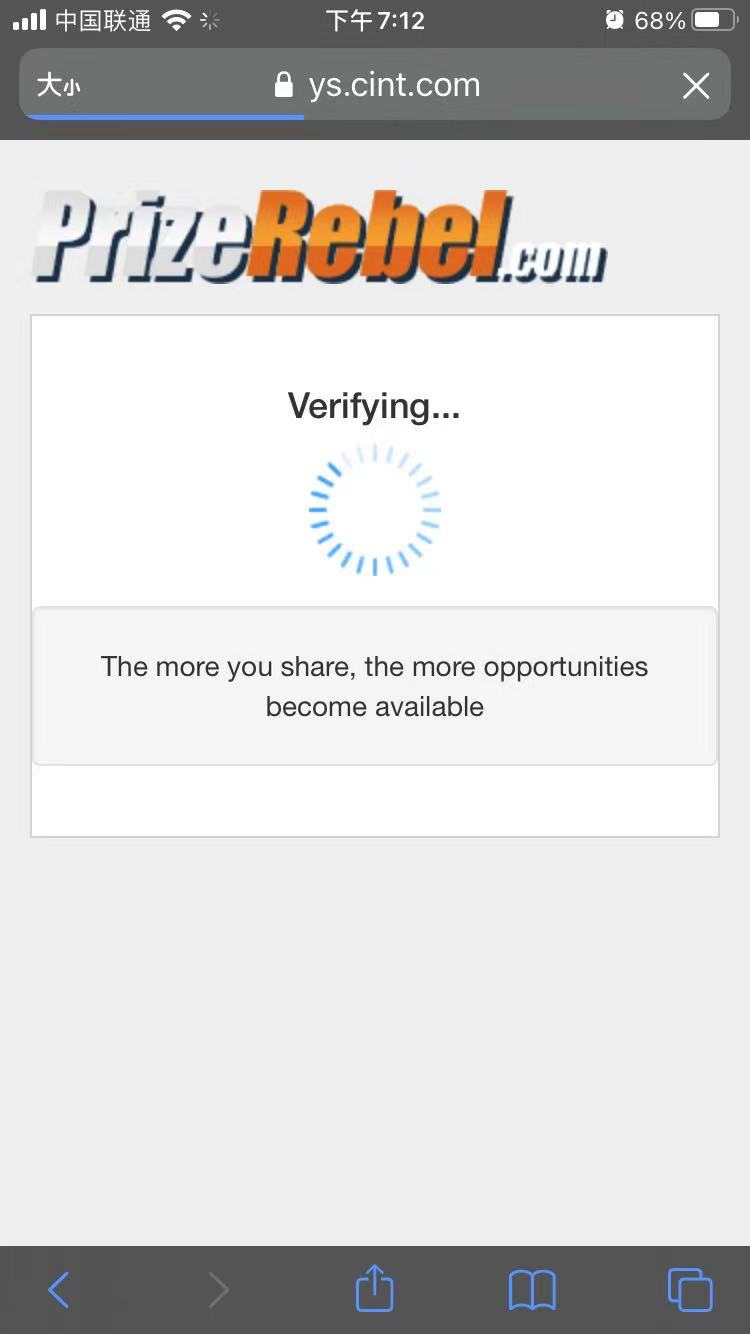 中国联通 下午7:12 68%
大小 ys.cint.com
PrizeRebel.com
Verifying...
The more you share, the more opportunities
become available